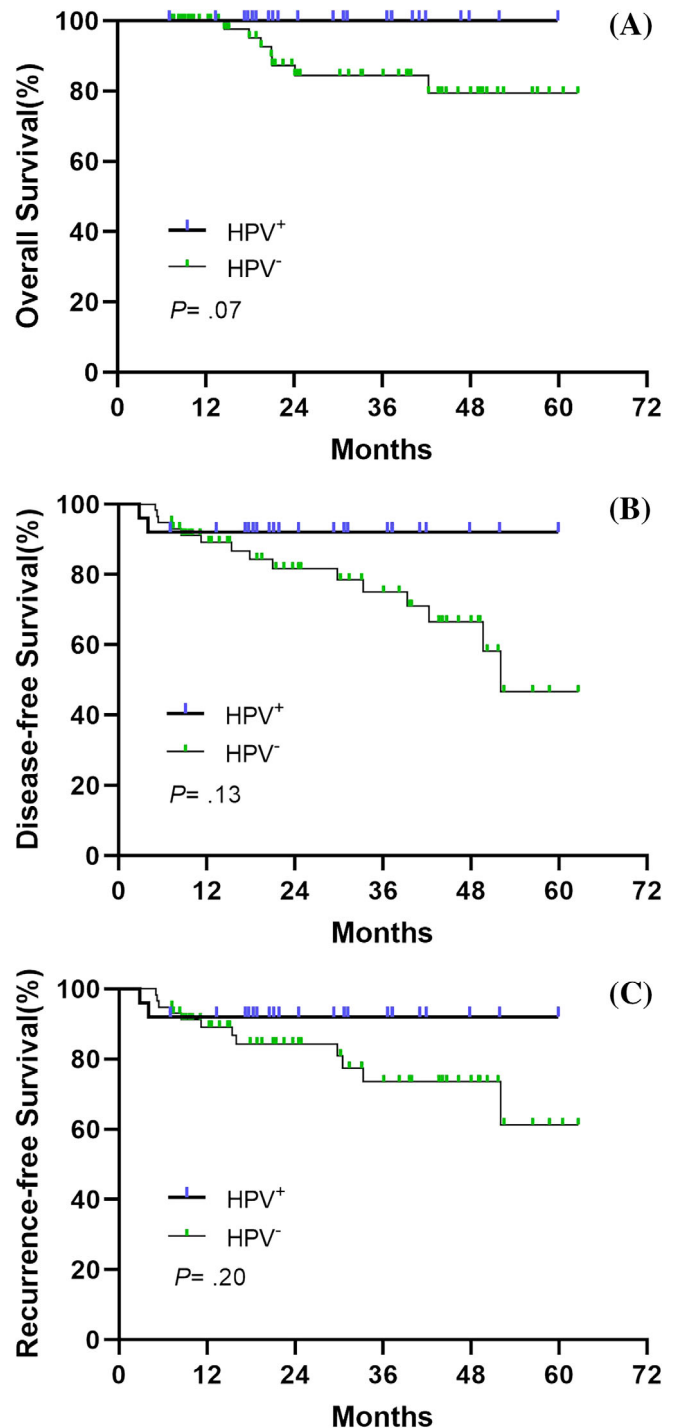 (A)
Overall Survival(%)
100
80
60
40
20
0
HPV+
HPV-
P= .07
0 12 24 36 48 60 72
Months
(B)
Disease-free Survival(%)
100
80
60
40
20
0
HPV+
HPV-
P= .13
0 12 24 36 48 60 72
Months
(C)
Recurrence-free Survival(%)
100
80
60
40
20
0
HPV+
HPV-
P= .20
0 12 24 36 48 60 72
Months